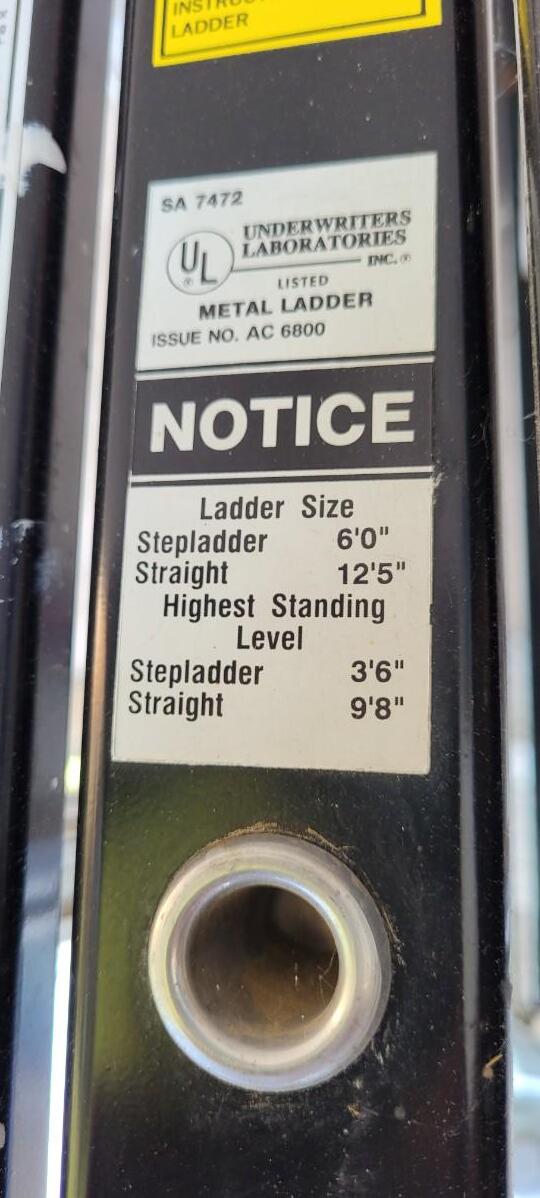 LADDER
SA 7472
UL ®
UNDERWRITERS
LABORATORIES
INC.®
LISTED
METAL LADDER
ISSUE NO. AC 6800
NOTICE
Ladder Size
Stepladder 6'0"
Straight 12'5"
Highest Standing
Level
Stepladder 3'6"
Straight 9'8"